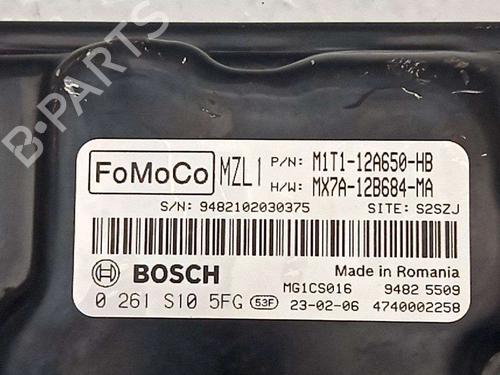 B-PARTS
FoMoCo MZL1 P/N: M1T1-12A650-HB
H/W: MX7A-12B684-MA
S/N: 9482102030375 SITE: S2SZJ
BOSCH Made in Romania
MG1CS016 9482 5509
0 261 S10 5FG 53F 23-02-06 4740002258